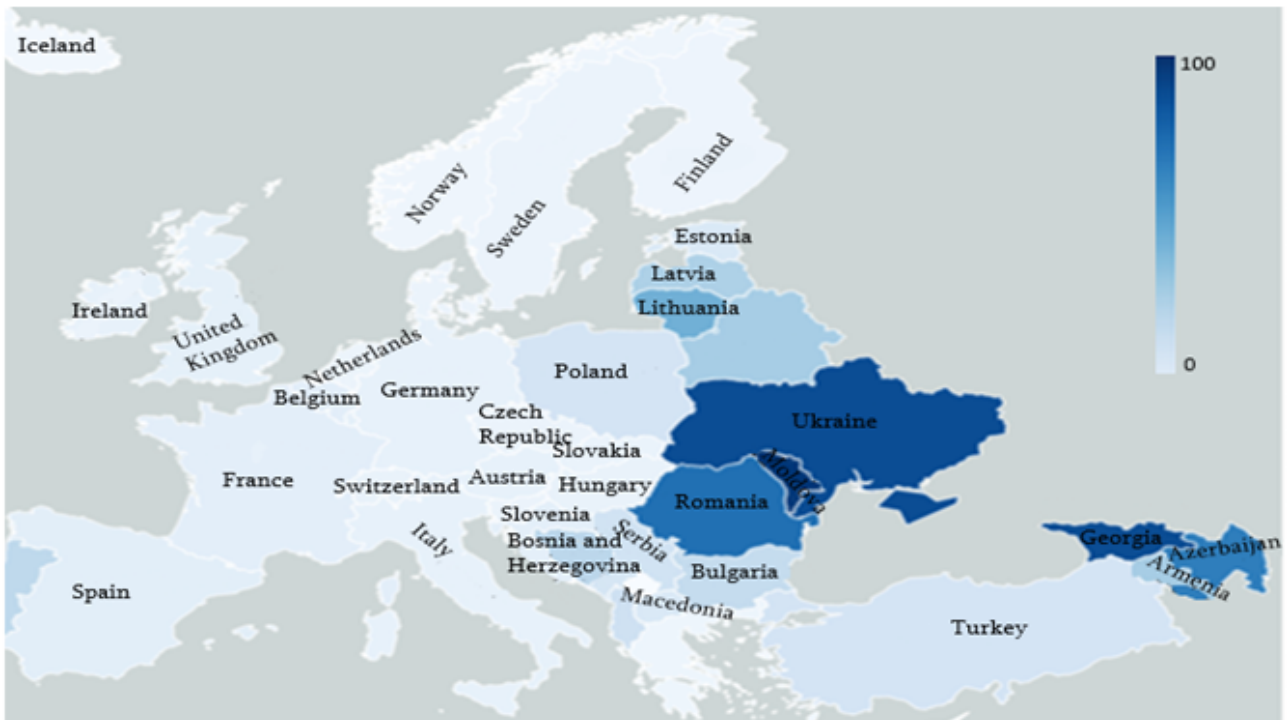 Iceland
100
Norway
Finland
Sweden
Estonia
Latvia
Ireland
Lithuania
United
Kingdom
Netherlands
0
Poland
Germany
Belgium
Czech
Republic
Ukraine
Slovakia
France
Austria
Moldova
Switzerland
Hungary
Romania
Slovenia
Italy
Serbia
Bosnia and
Herzegovina
Georgia
Azerbaijan
Armenia
Bulgaria
Spain
Macedonia
Turkey